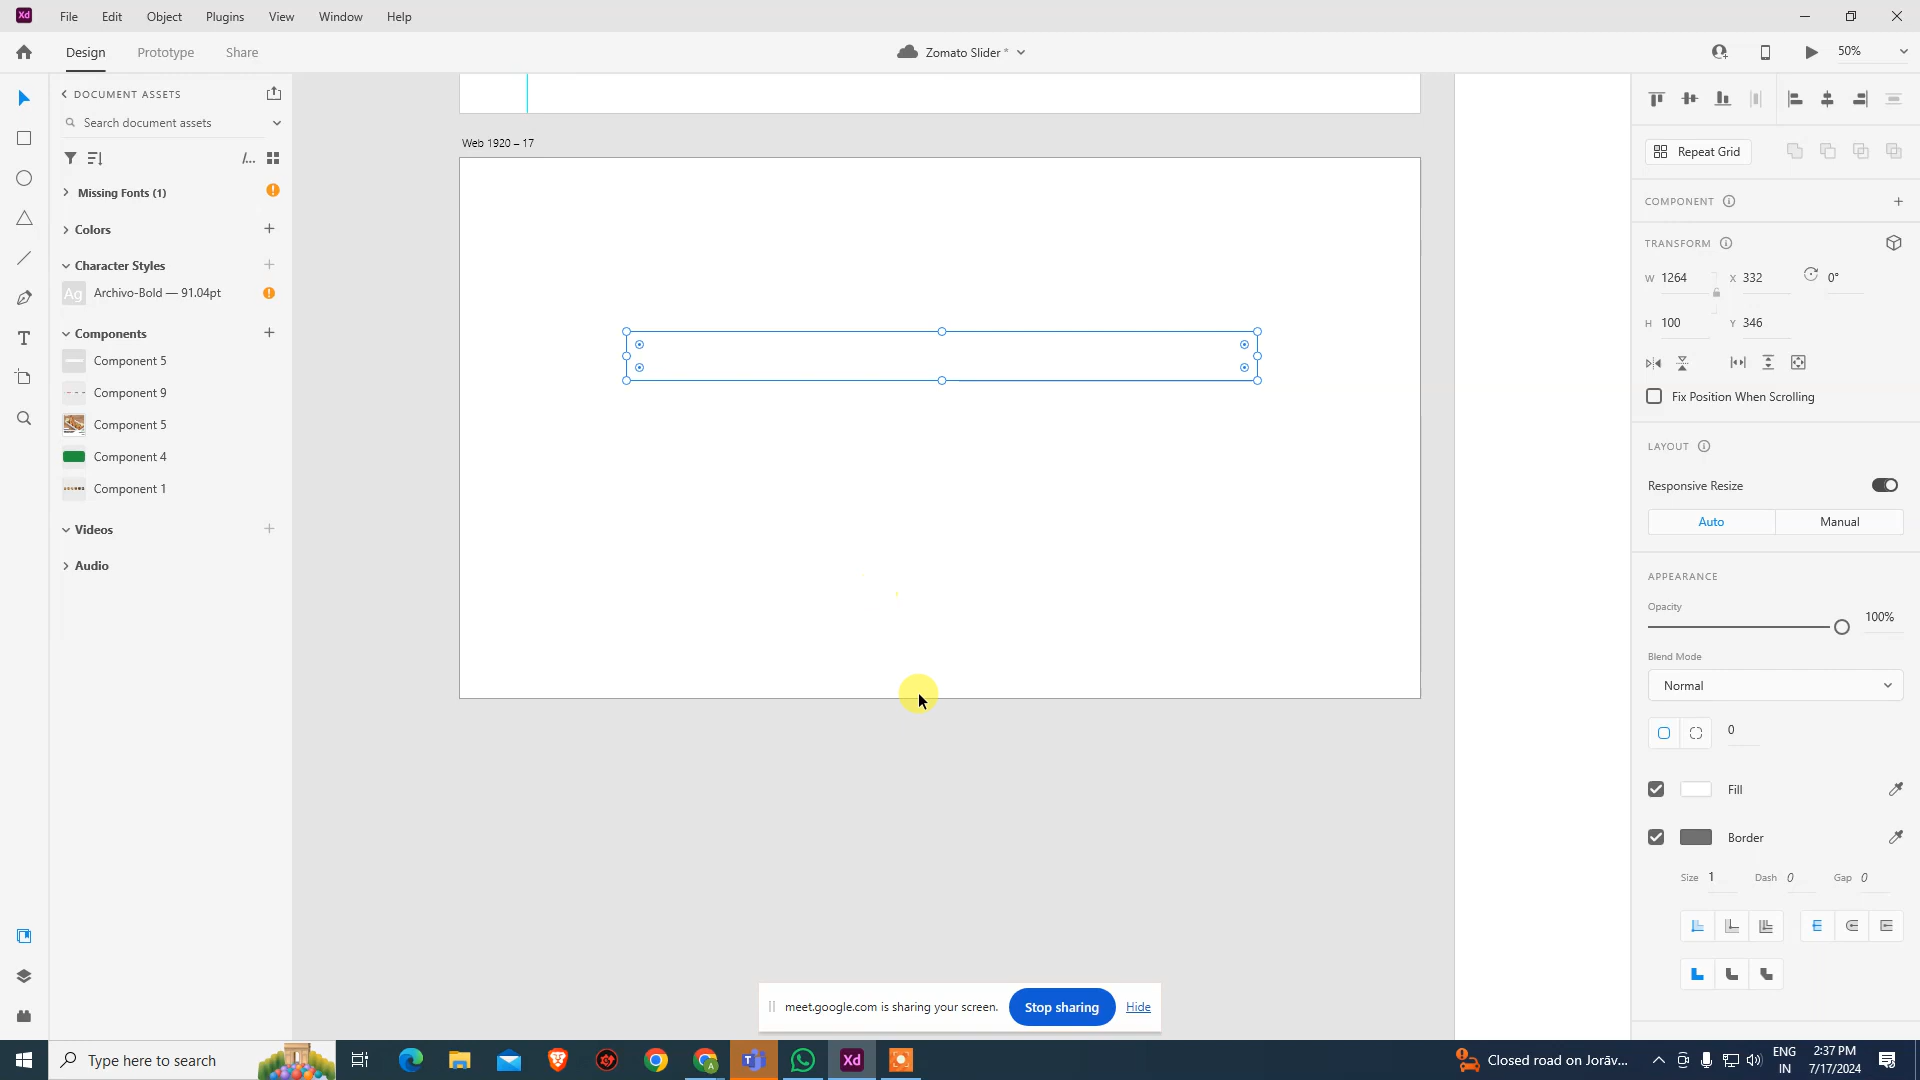 Xd File Edit Object Plugins View Window Help
Design Prototype Share Zomato Slider * 50%
DOCUMENT ASSETS
Search document assets
/...
Missing Fonts (1)
Colors
Character Styles
Ag Archivo-Bold — 91.04pt
Components
Component 5
Component 9
Component 5
Component 4
Component 1
Videos
Audio
Web 1920 – 17
Repeat Grid
COMPONENT
TRANSFORM
W 1264 X 332 0°
H 100 Y 346
Fix Position When Scrolling
LAYOUT
Responsive Resize
Auto Manual
APPEARANCE
Opacity
100%
Blend Mode
Normal
0
Fill
Border
Size 1 Dash 0 Gap 0
meet.google.com is sharing your screen. Stop sharing Hide
Type here to search
A
Xd
Closed road on Jorāv...
ENG
IN
2:37 PM
7/17/2024